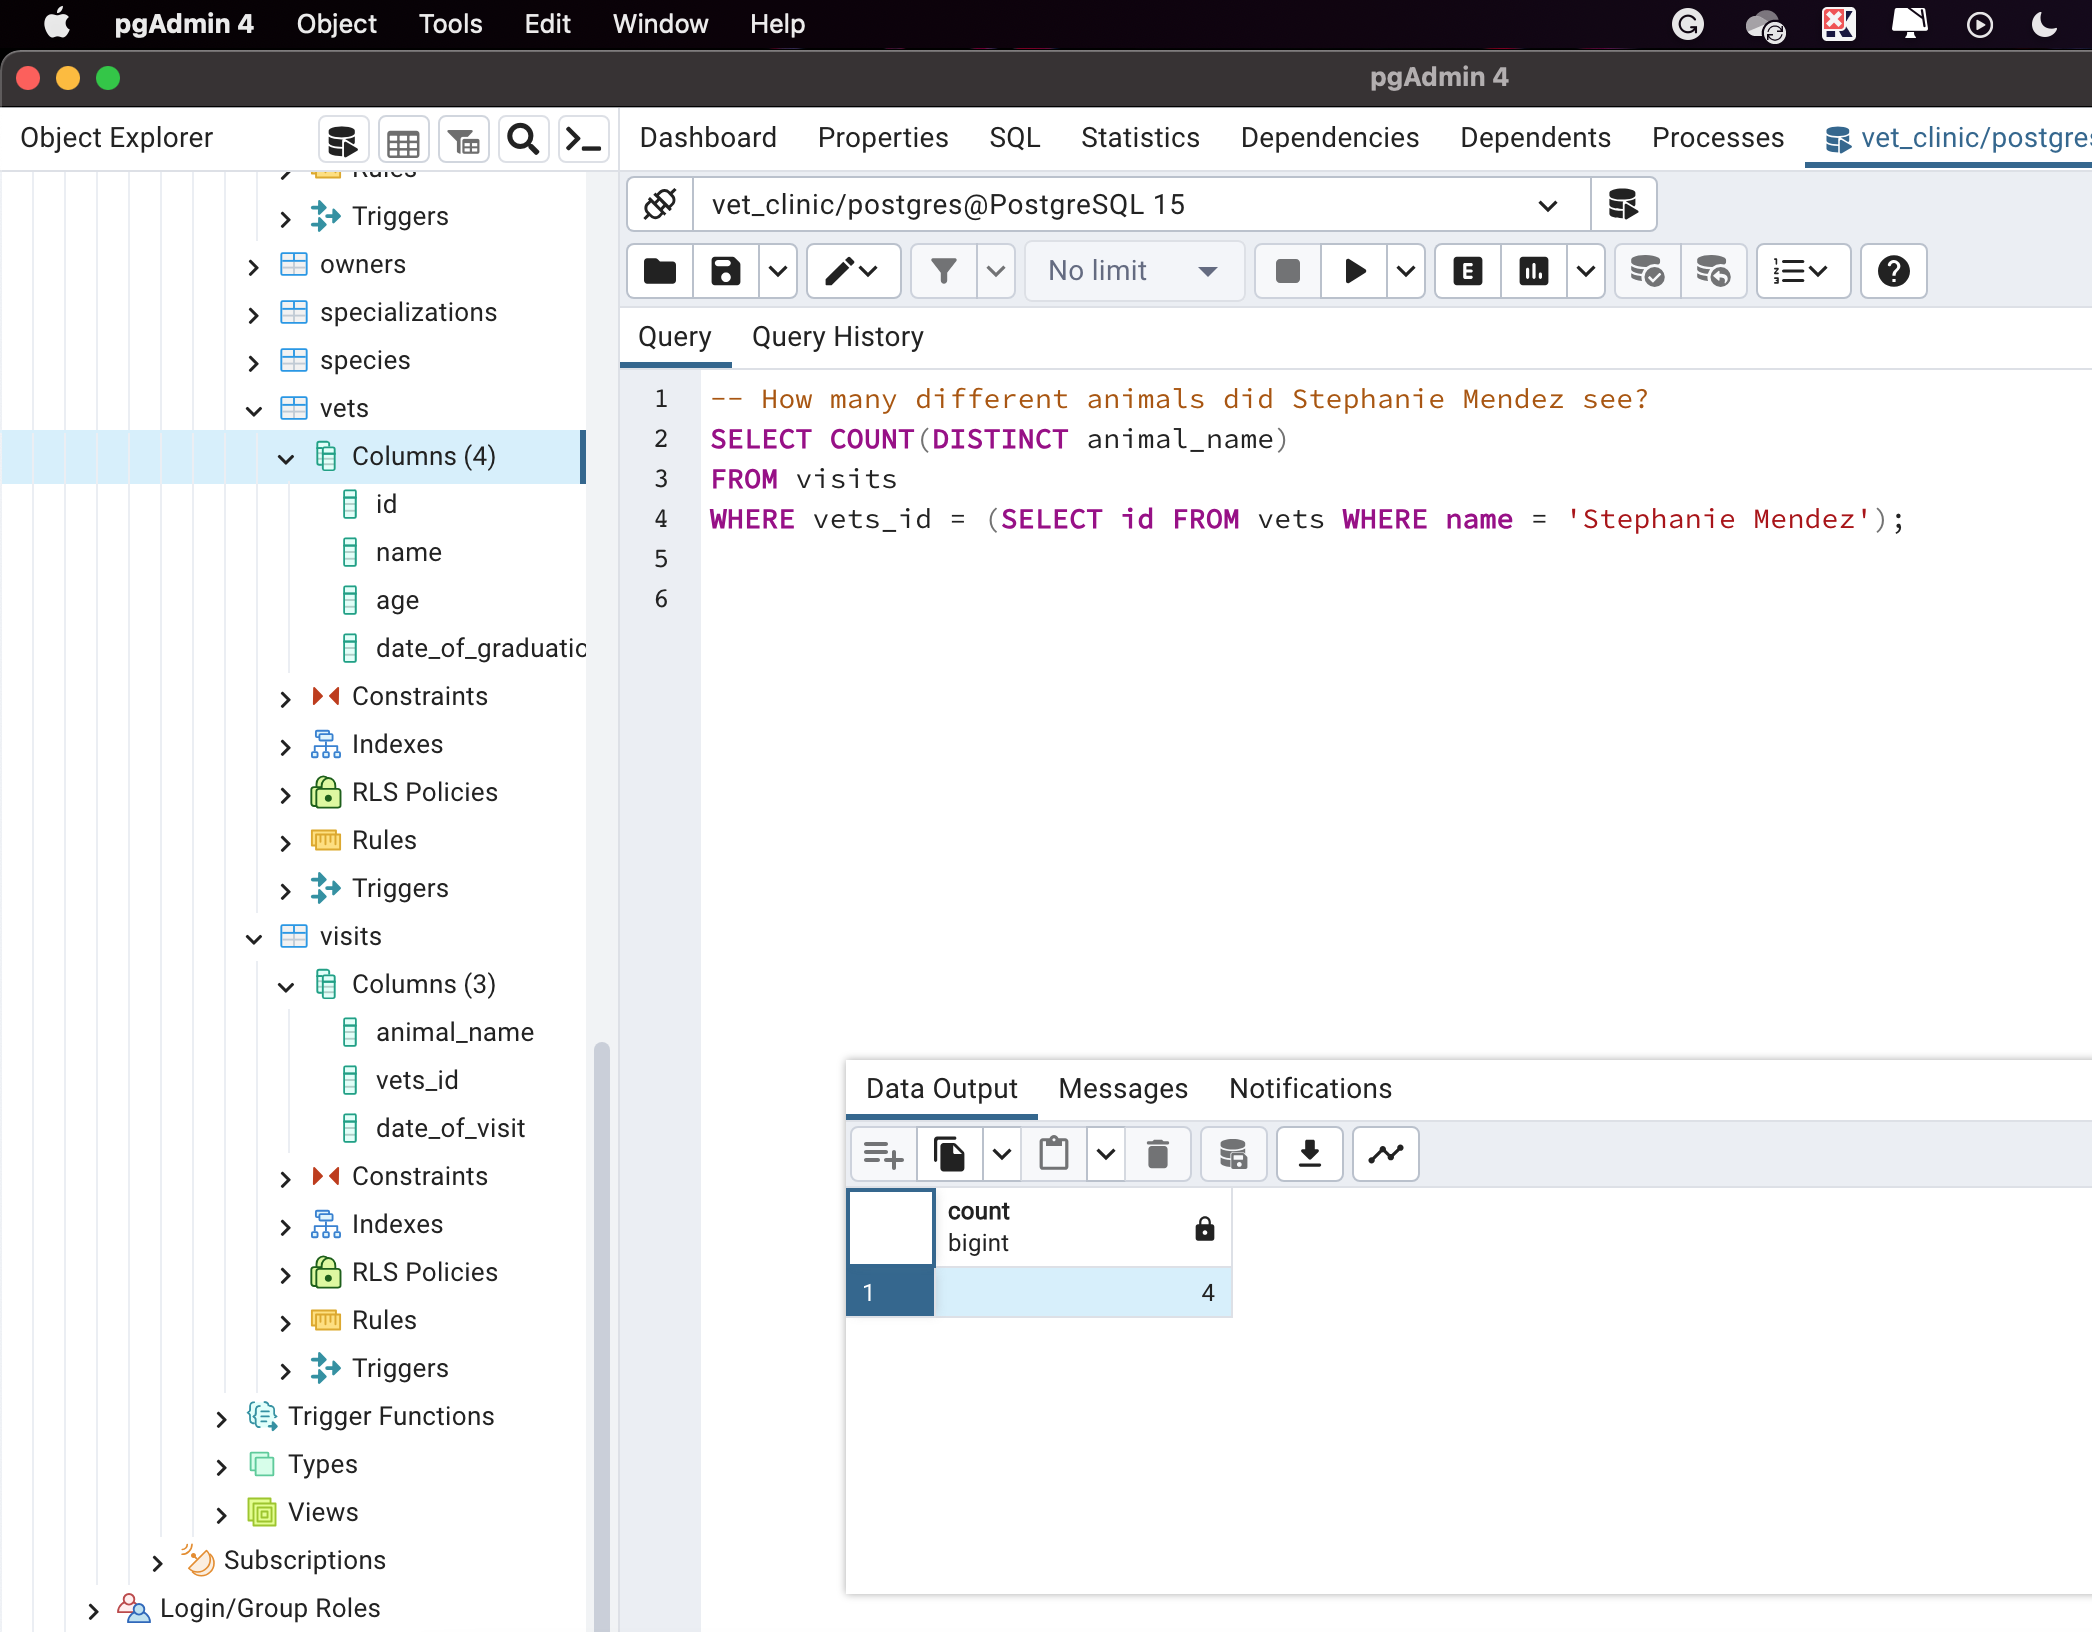 pgAdmin 4 Object Tools Edit Window Help
pgAdmin 4
Object Explorer
Dashboard Properties SQL Statistics Dependencies Dependents Processes vet_clinic/postgres
Rules
Triggers
owners
specializations
species
vets
Columns (4)
id
name
age
date_of_graduatio
Constraints
Indexes
RLS Policies
Rules
Triggers
visits
Columns (3)
animal_name
vets_id
date_of_visit
Constraints
Indexes
RLS Policies
Rules
Triggers
Trigger Functions
Types
Views
Subscriptions
Login/Group Roles
vet_clinic/postgres@PostgreSQL 15
No limit
E
Query Query History
1 -- How many different animals did Stephanie Mendez see?
2 SELECT COUNT(DISTINCT animal_name)
3 FROM visits
4 WHERE vets_id = (SELECT id FROM vets WHERE name = 'Stephanie Mendez');
5
6
Data Output Messages Notifications
count
bigint
1 4